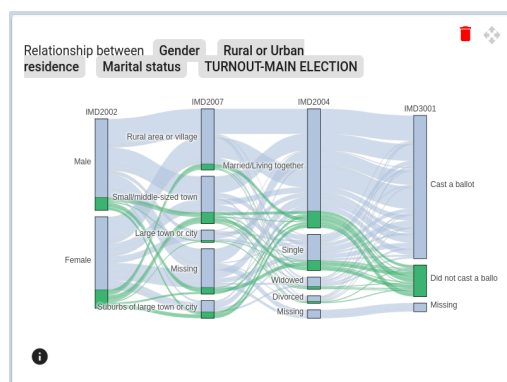 Relationship between Gender Rural or Urban
residence Marital status TURNOUT-MAIN ELECTION
IMD2002
IMD2007
IMD2004
IMD3001
Male
Female
Rural area or village
Small/middle-sized town
Large town or city
Missing
Suburbs of large town or city
Married/Living together
Single
Widowed
Divorced
Missing
Cast a ballot
Did not cast a ballo
Missing